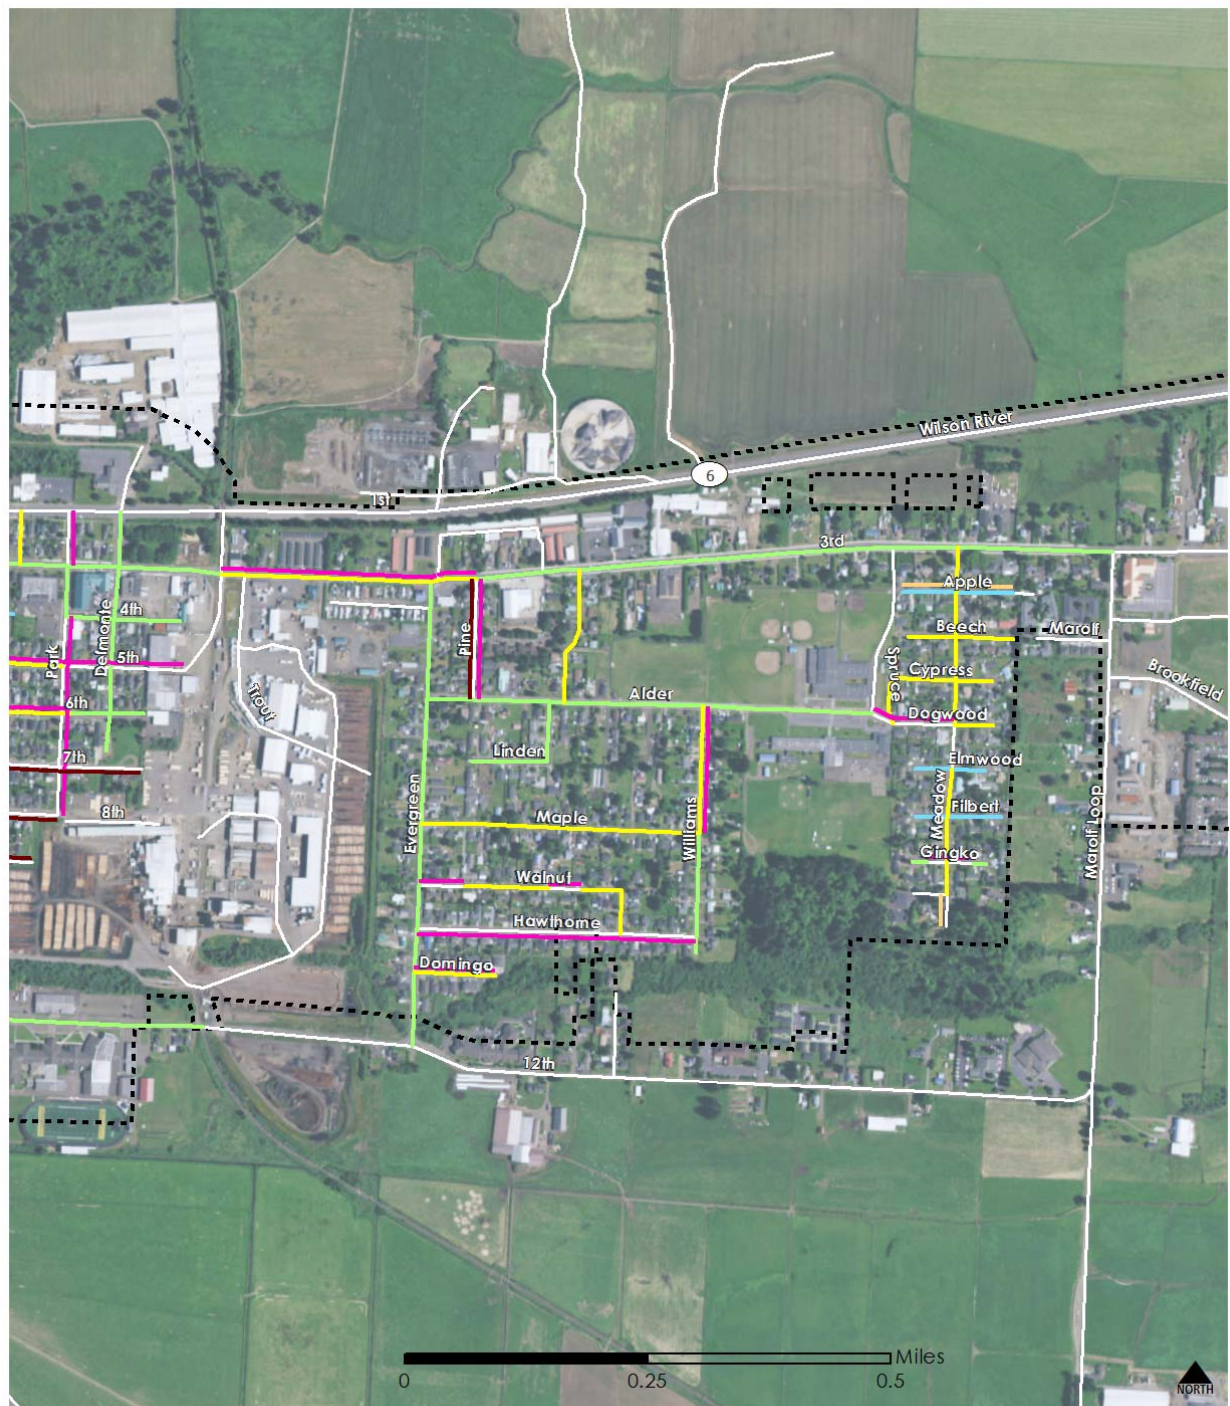 Wilson River
6
1st
3rd
Apple
4th
Delmonte
Pine
Beech
Marolf
Park
5th
Spruce
Cypress
Brookfield
Trout
6th
Alder
Dogwood
Linden
7th
Elmwood
Evergreen
Meadow
8th
Maple
Williams
Filbert
Marolf Loop
Gingko
Walnut
Hawthorne
Domingo
12th
Miles
0
0.25
0.5
NORTH